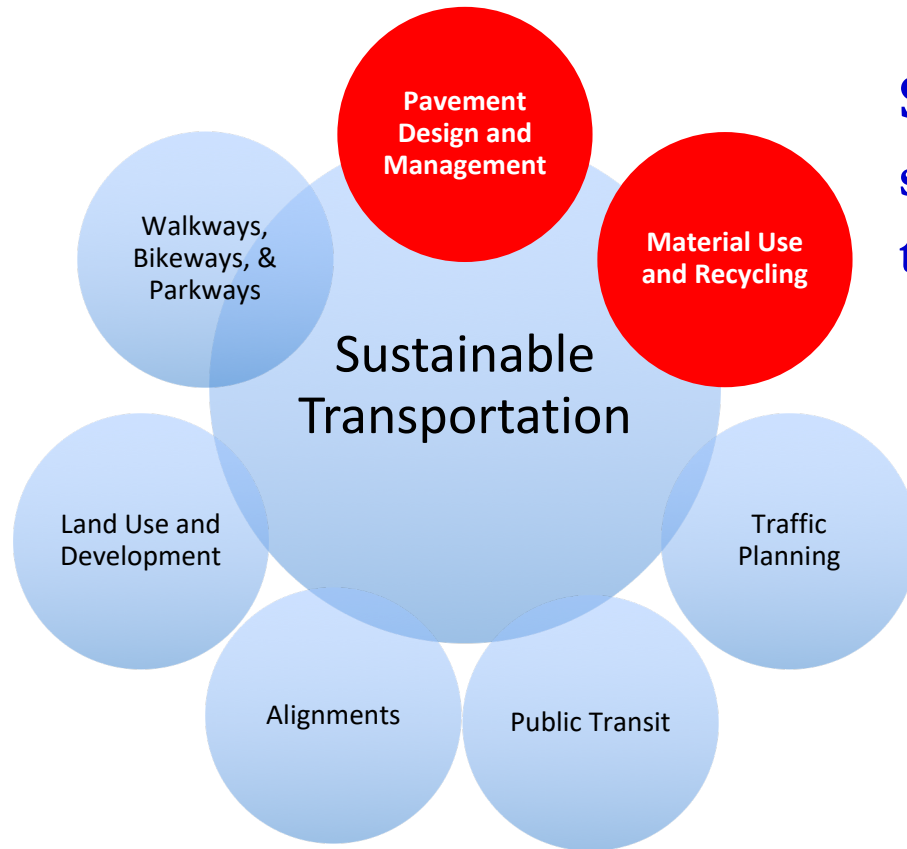 Pavement
Design and
Management
Material Use
and Recycling
Walkways,
Bikeways, &
Parkways
Sustainable
Transportation
Land Use and
Development
Traffic
Planning
Alignments
Public Transit